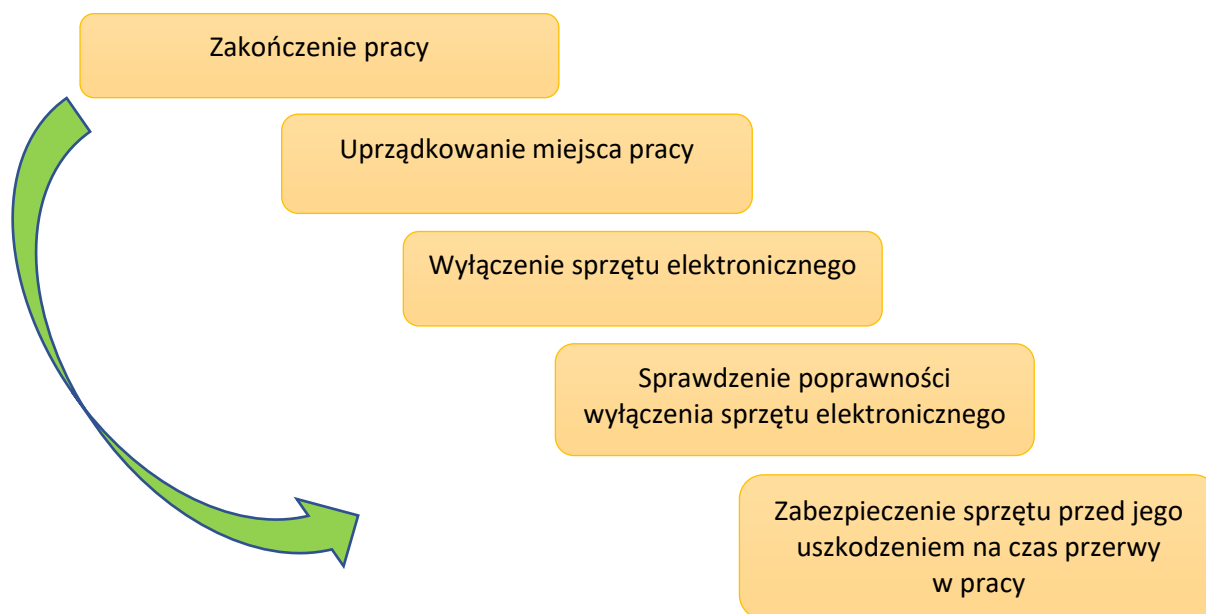 Zakończenie pracy
Uprządkowanie miejsca pracy
Wyłączenie sprzętu elektronicznego
Sprawdzenie poprawności
wyłączenia sprzętu elektronicznego
Zabezpieczenie sprzętu przed jego
uszkodzeniem na czas przerwy
w pracy